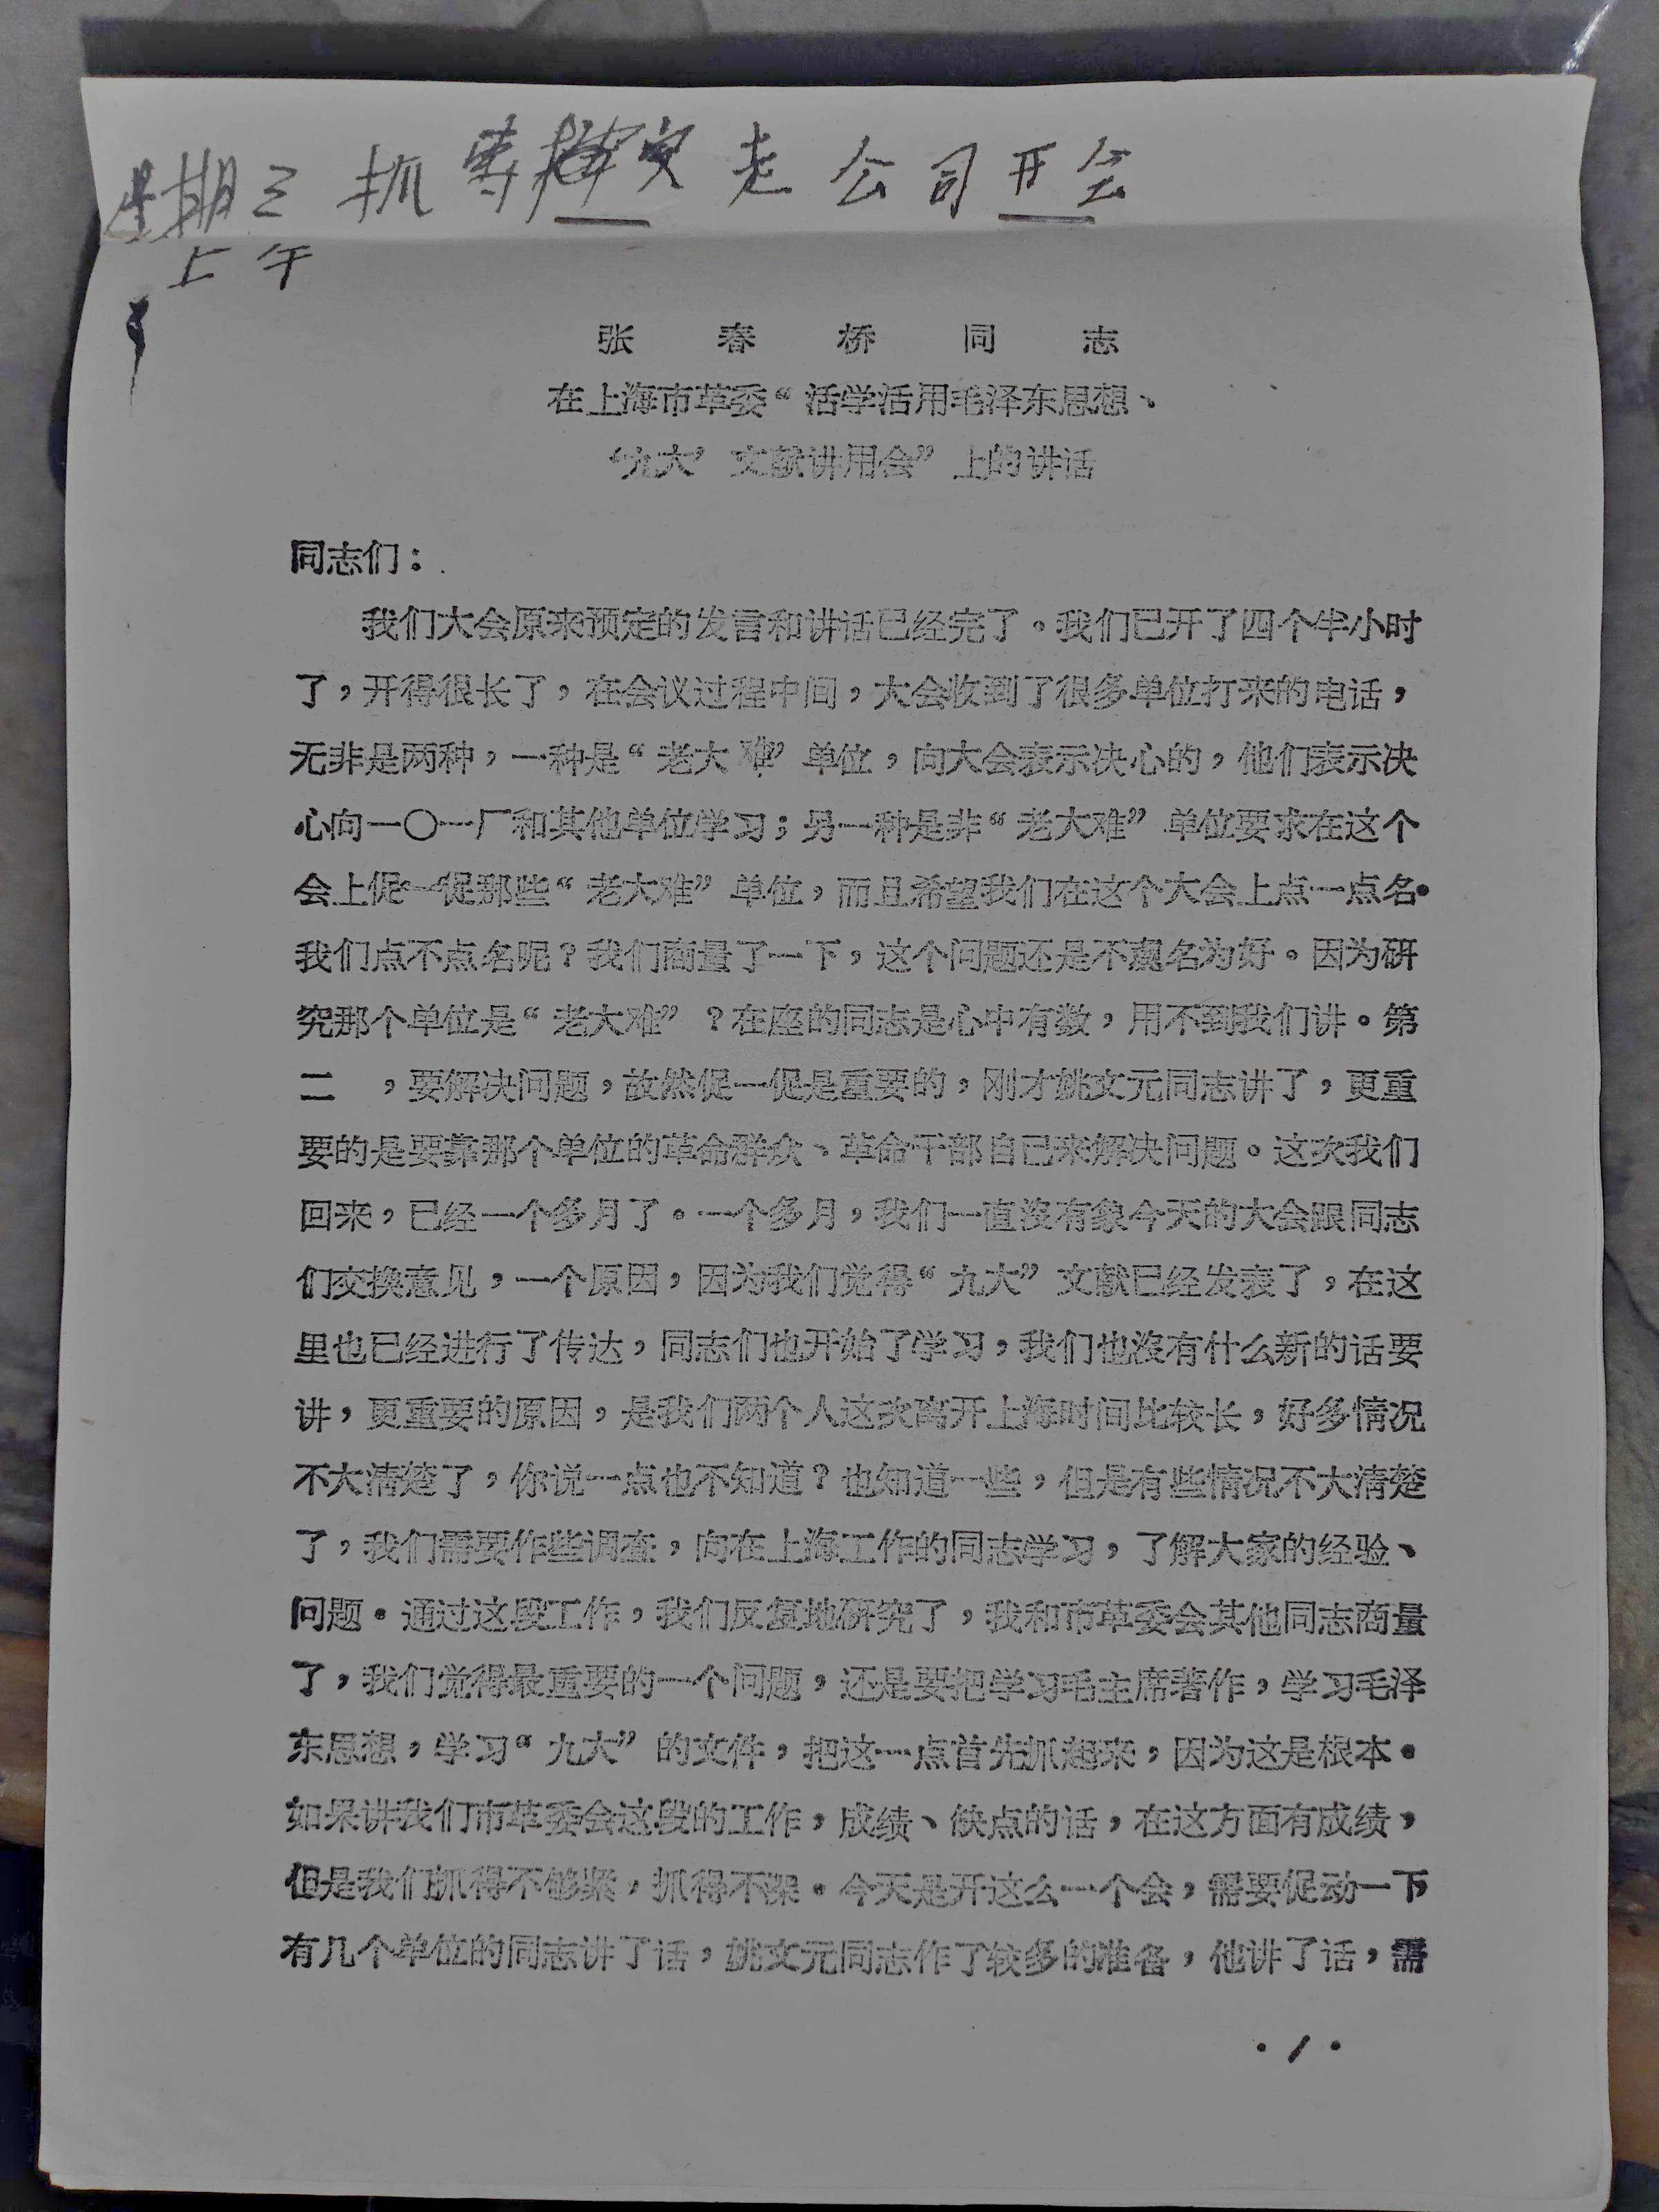 星期三 抓 专 案 走 公司 开会
上午
张春桥同志
在上海市革委“活学活用毛泽东思想、
‘九大’文献讲用会”上的讲话
同志们：
我们大会原来预定的发言和讲话已经完了。我们已开了四个半小时
了，开得很长了，在会议过程中间，大会收到了很多单位打来的电话，
无非是两种，一种是“老大难”单位，向大会表示决心的，他们表示决
心向一〇一厂和其他单位学习；另一种是非“老大难”单位要求在这个
会上促一促那些“老大难”单位，而且希望我们在这个大会上点一点名。
我们点不点名呢？我们商量了一下，这个问题还是不点名为好。因为研
究那个单位是“老大难”？在座的同志是心中有数，用不到我们讲。第
二 ，要解决问题，故然促一促是重要的，刚才姚文元同志讲了，更重
要的是要靠那个单位的革命群众、革命干部自己来解决问题。这次我们
回来，已经一个多月了。一个多月，我们一直没有象今天的大会跟同志
们交换意见，一个原因，因为我们觉得“九大”文献已经发表了，在这
里也已经进行了传达，同志们也开始了学习，我们也没有什么新的话要
讲，更重要的原因，是我们两个人这次离开上海时间比较长，好多情况
不大清楚了，你说一点也不知道？也知道一些，但是有些情况不大清楚
了，我们需要作些调查，向在上海工作的同志学习，了解大家的经验、
问题。通过这段工作，我们反复地研究了，我和市革委会其他同志商量
了，我们觉得最重要的一个问题，还是要把学习毛主席著作，学习毛泽
东思想，学习“九大”的文件，把这一点首先抓起来，因为这是根本。
如果讲我们市革委会这段的工作，成绩、缺点的话，在这方面有成绩，
但是我们抓得不够紧，抓得不深。今天是开这么一个会，需要促动一下
有几个单位的同志讲了话，姚文元同志作了较多的准备，他讲了话，需
·1·